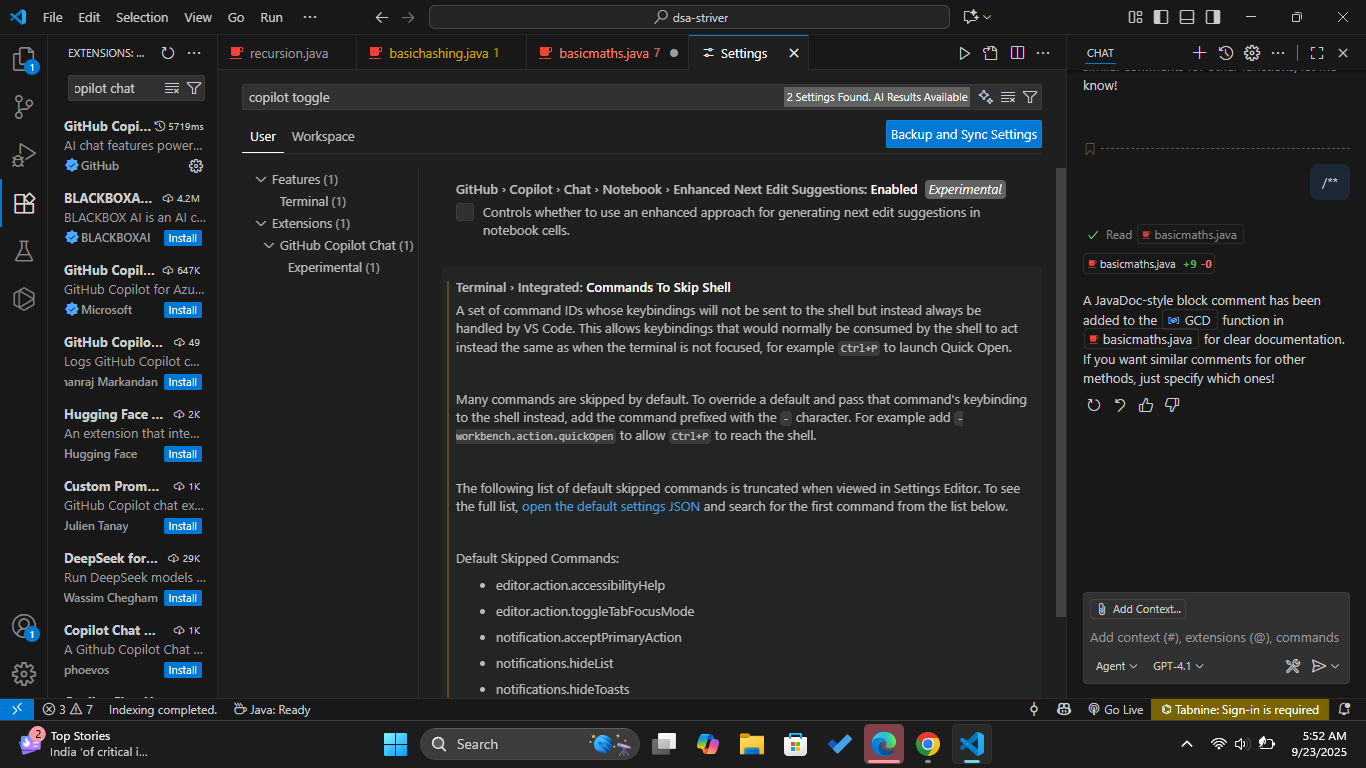 File Edit Selection View Go Run ···
dsa-striver
EXTENSIONS: ...
opilot chat
GitHub Copi... 5719ms
AI chat features power...
GitHub
BLACKBOXA... 4.2M
BLACKBOX AI is an AI c...
BLACKBOXAI Install
GitHub Copil... 647K
GitHub Copilot for Azu...
Microsoft Install
GitHub Copilo... 49
Logs GitHub Copilot c...
nanraj Markandan Install
Hugging Face ... 2K
An extension that inte...
Hugging Face Install
Custom Prom... 1K
GitHub Copilot chat ex...
Julien Tanay Install
DeepSeek for... 29K
Run DeepSeek models ...
Wassim Chegham Install
Copilot Chat ... 1K
A Github Copilot Chat ...
phoevos Install
1
1
recursion.java basichashing.java 1 basicmaths.java 7 Settings
copilot toggle 2 Settings Found. AI Results Available
User Workspace Backup and Sync Settings
Features (1)
Terminal (1)
Extensions (1)
GitHub Copilot Chat (1)
Experimental (1)
GitHub › Copilot › Chat › Notebook › Enhanced Next Edit Suggestions: Enabled Experimental
Controls whether to use an enhanced approach for generating next edit suggestions in
notebook cells.
Terminal › Integrated: Commands To Skip Shell
A set of command IDs whose keybindings will not be sent to the shell but instead always be
handled by VS Code. This allows keybindings that would normally be consumed by the shell to act
instead the same as when the terminal is not focused, for example Ctrl+P to launch Quick Open.
Many commands are skipped by default. To override a default and pass that command's keybinding
to the shell instead, add the command prefixed with the - character. For example add -
workbench.action.quickOpen to allow Ctrl+P to reach the shell.
The following list of default skipped commands is truncated when viewed in Settings Editor. To see
the full list, open the default settings JSON and search for the first command from the list below.
Default Skipped Commands:
• editor.action.accessibilityHelp
• editor.action.toggleTabFocusMode
• notification.acceptPrimaryAction
• notifications.hideList
• notifications.hideToasts
CHAT
know!
/**
Read basicmaths.java
basicmaths.java +9 -0
A JavaDoc-style block comment has been
added to the GCD function in
basicmaths.java for clear documentation.
If you want similar comments for other
methods, just specify which ones!
Add Context...
Add context (#), extensions (@), commands
Agent GPT-4.1
3 7 Indexing completed. Java: Ready Go Live Tabnine: Sign-in is required
2
Top Stories
India 'of critical i...
Search
5:52 AM
9/23/2025